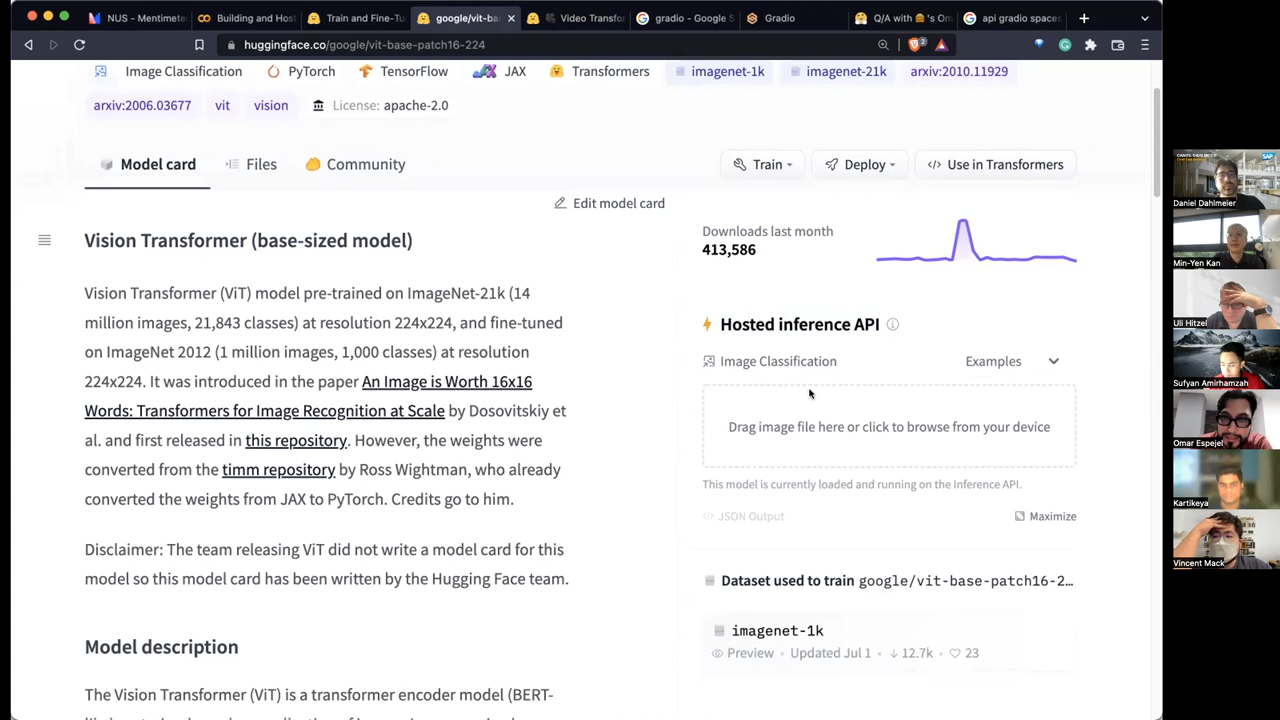 NUS - Mentimete
Building and Hos
Train and Fine-Tu
google/vit-bas
Video Transfor
gradio - Google S
Gradio
Q/A with 's Om
api gradio spaces
huggingface.co/google/vit-base-patch16-224
2
Image Classification
PyTorch
TensorFlow
JAX
Transformers
imagenet-1k
imagenet-21k
arxiv:2010.11929
arxiv:2006.03677
vit
vision
License: apache-2.0
Model card
Files
Community
Train
Deploy
</> Use in Transformers
Edit model card
Vision Transformer (base-sized model)
Vision Transformer (ViT) model pre-trained on ImageNet-21k (14
million images, 21,843 classes) at resolution 224x224, and fine-tuned
on ImageNet 2012 (1 million images, 1,000 classes) at resolution
224x224. It was introduced in the paper An Image is Worth 16x16
Words: Transformers for Image Recognition at Scale by Dosovitskiy et
al. and first released in this repository. However, the weights were
converted from the timm repository by Ross Wightman, who already
converted the weights from JAX to PyTorch. Credits go to him.
Disclaimer: The team releasing ViT did not write a model card for this
model so this model card has been written by the Hugging Face team.
Model description
The Vision Transformer (ViT) is a transformer encoder model (BERT-
Downloads last month
413,586
Hosted inference API
Image Classification
Examples
Drag image file here or click to browse from your device
This model is currently loaded and running on the Inference API.
</> JSON Output
Maximize
Dataset used to train google/vit-base-patch16-2…
imagenet-1k
Preview • Updated Jul 1 • ↓ 12.7k • ♡ 23
DANIEL DAHLMEIER
SAP
Daniel Dahlmeier
Min-Yen Kan
Uli Hitzel
Sufyan Amirhamzah
Omar Espejel
Kartikeya
Vincent Mack